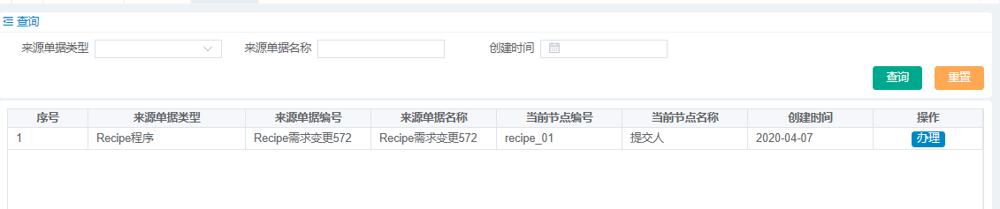 查询
来源单据类型 来源单据名称 创建时间
查询 重置
序号 来源单据类型 来源单据编号 来源单据名称 当前节点编号 当前节点名称 创建时间 操作
1 Recipe程序 Recipe需求变更572 Recipe需求变更572 recipe_01 提交人 2020-04-07 办理